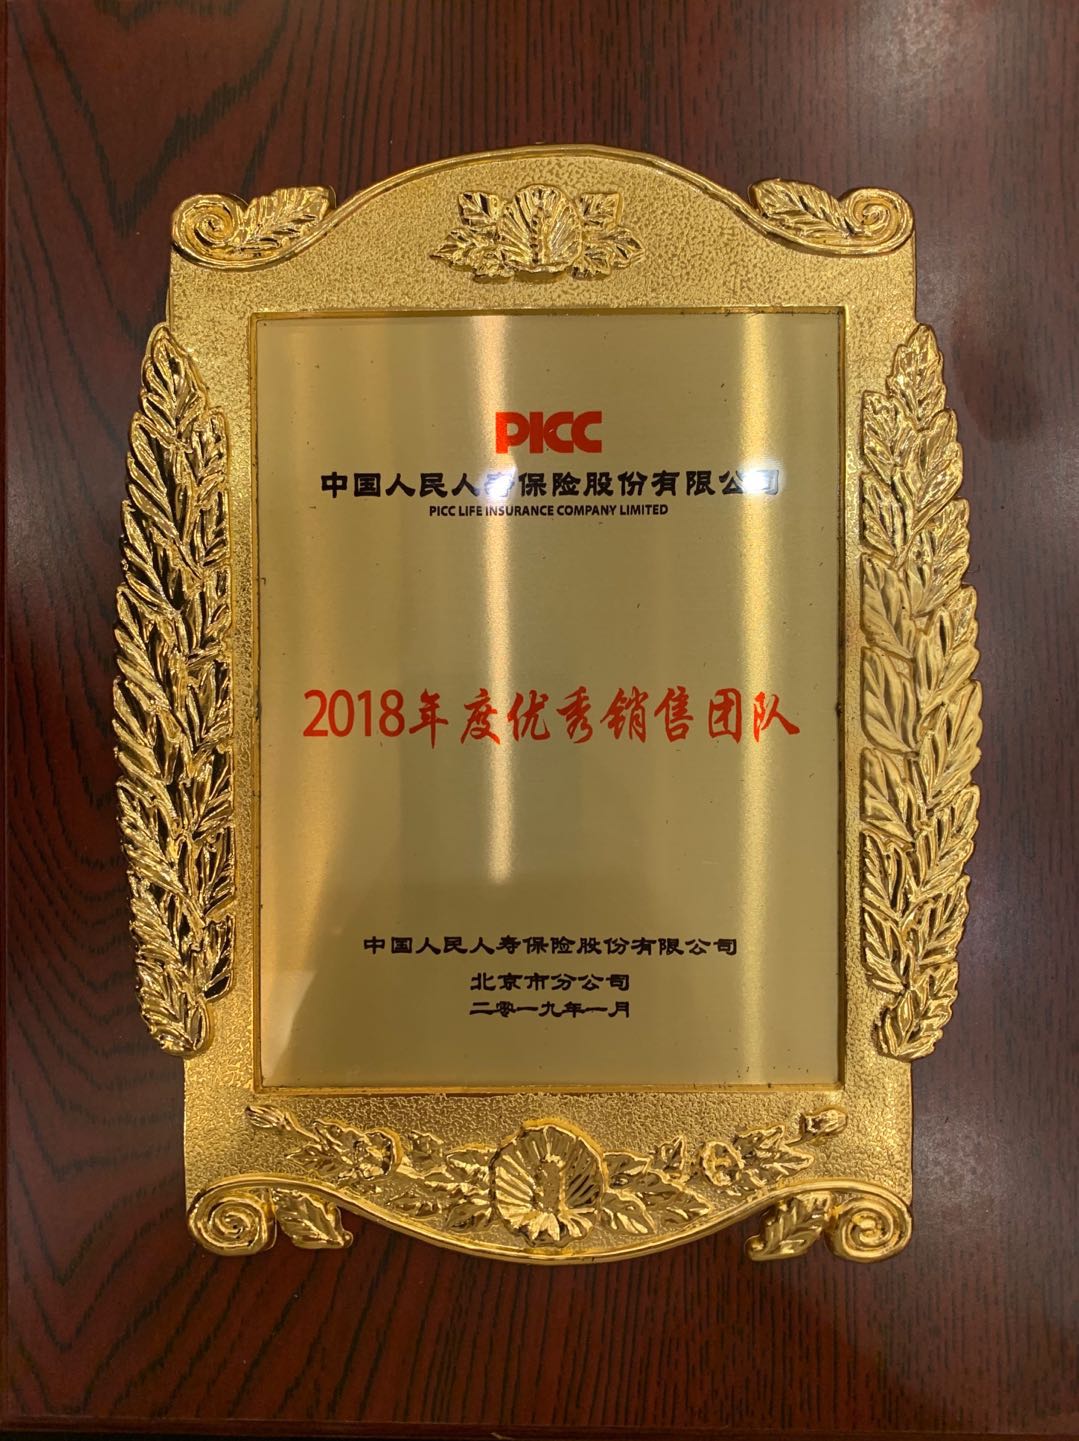 PICC
中国人民人寿保险股份有限公司
PICC LIFE INSURANCE COMPANY LIMITED
2018年度优秀销售团队
中国人民人寿保险股份有限公司
北京市分公司
二零一九年一月